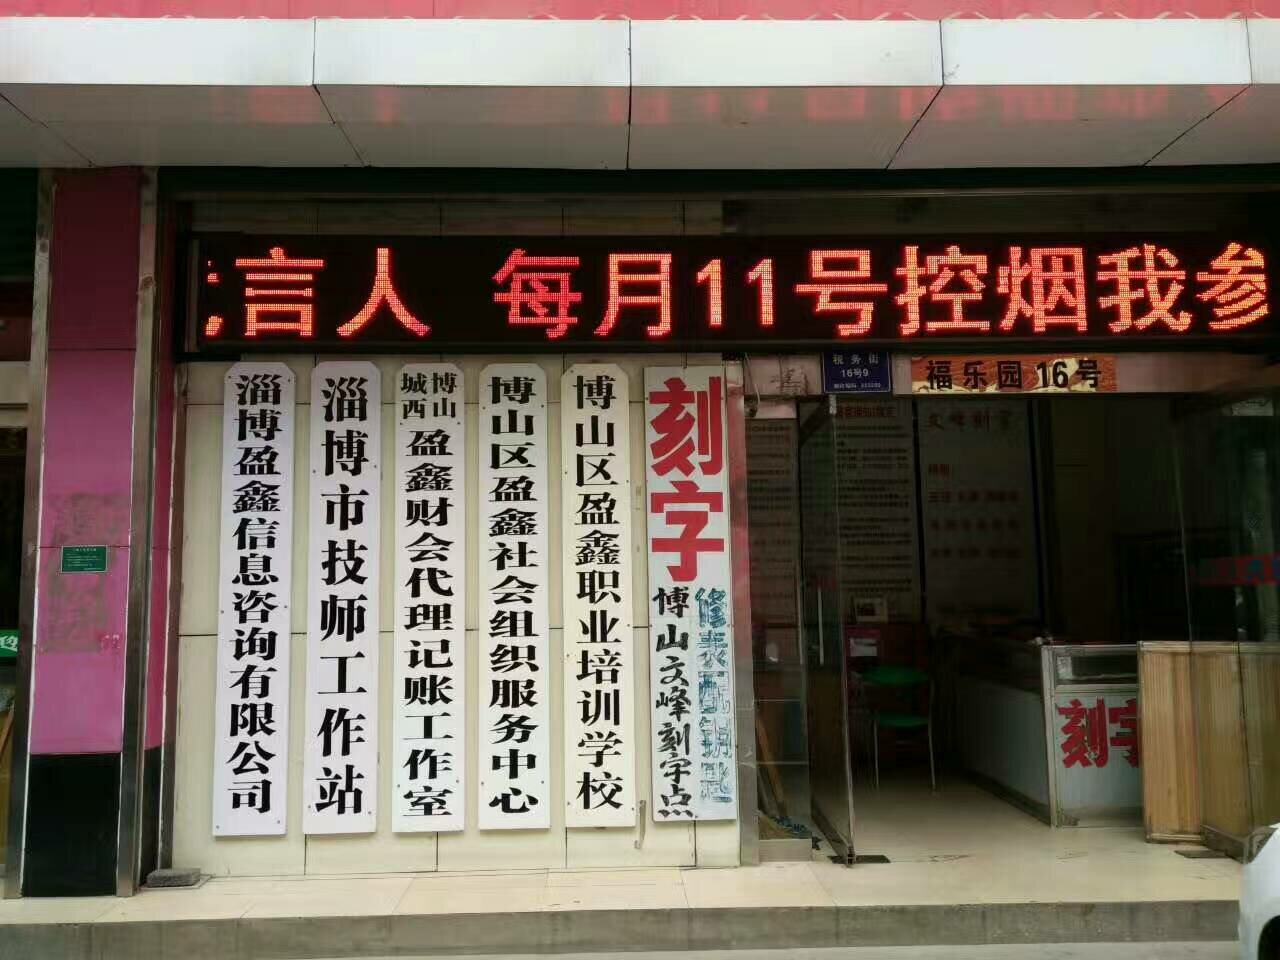 言人 每月11号控烟我参
税务街
16号9
福乐园 16号
淄博盈鑫信息咨询有限公司
淄博市技师工作站
博山城西盈鑫财会代理记账工作室
博山区盈鑫社会组织服务中心
博山区盈鑫职业培训学校
刻字
博山文峰刻字点
修表配钥匙
文峰刻字
刻字